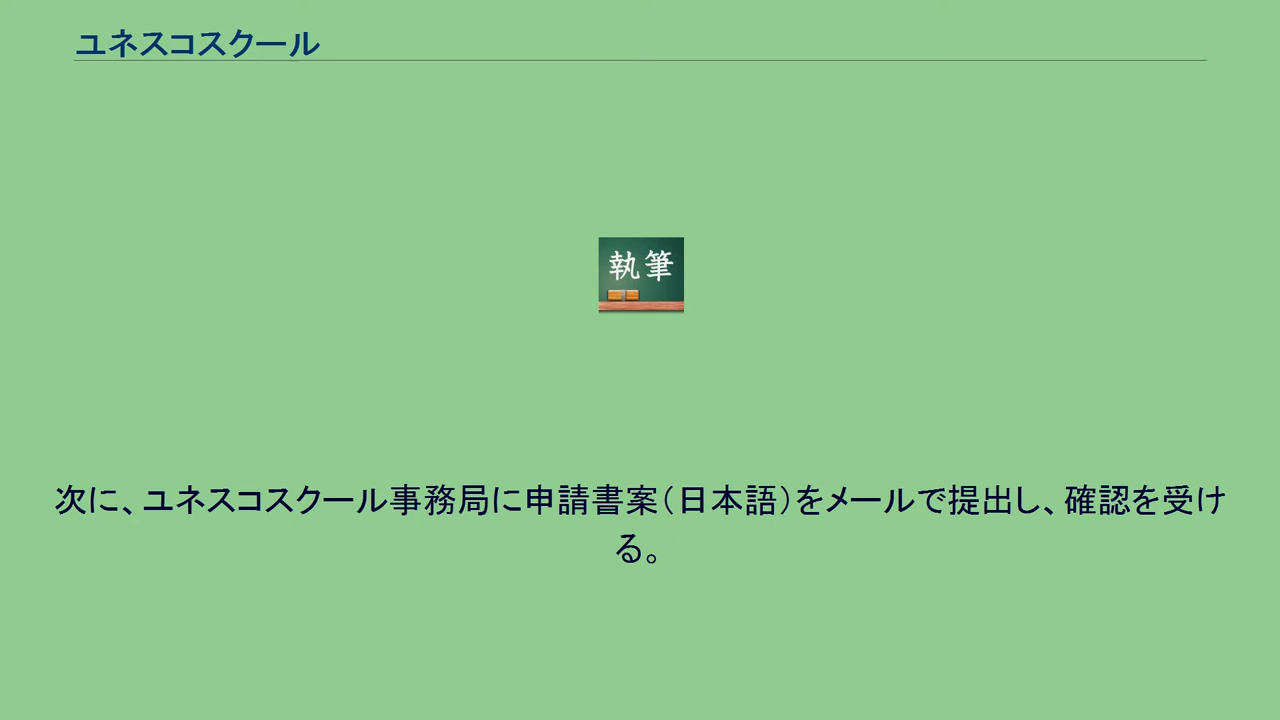 ユネスコスクール
執筆
次に、ユネスコスクール事務局に申請書案(日本語)をメールで提出し、確認を受け
る。